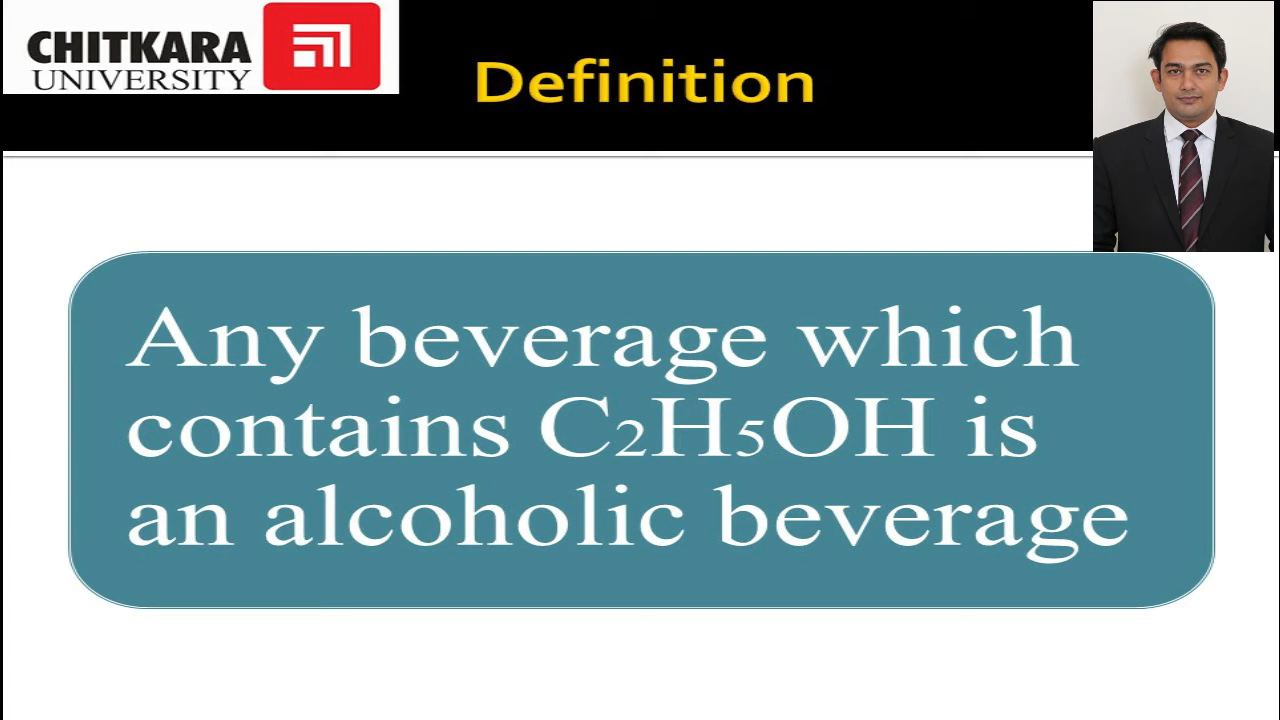 CHITKARA
UNIVERSITY
Definition
Any beverage which
contains C₂H₅OH is
an alcoholic beverage